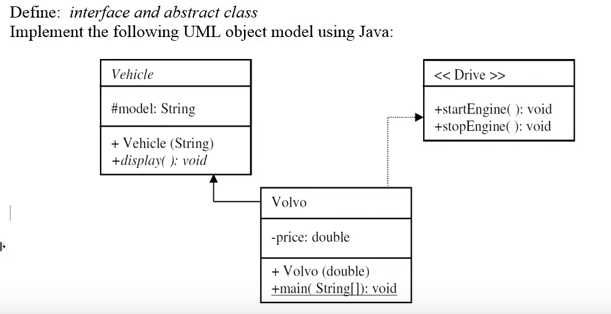 Define: interface and abstract class
Implement the following UML object model using Java:
Vehicle
#model: String
+ Vehicle (String)
+display( ): void
<< Drive >>
+startEngine( ): void
+stopEngine( ): void
Volvo
-price: double
+ Volvo (double)
+main( String[]): void